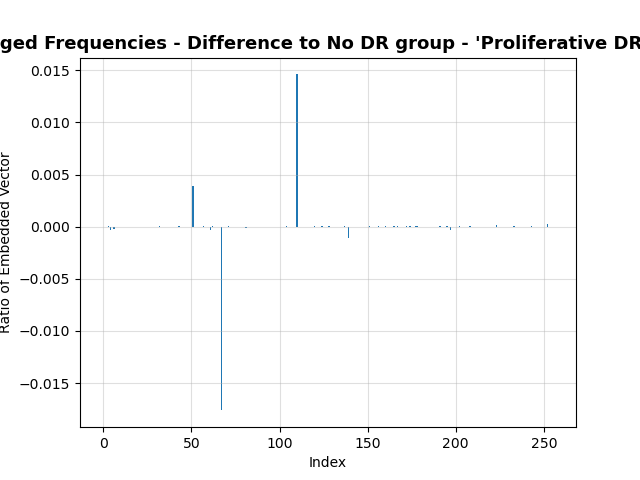 ged Frequencies - Difference to No DR group - 'Proliferative DR
0.015
0.010
0.005
0.000
−0.005
−0.010
−0.015
Ratio of Embedded Vector
0 50 100 150 200 250
Index